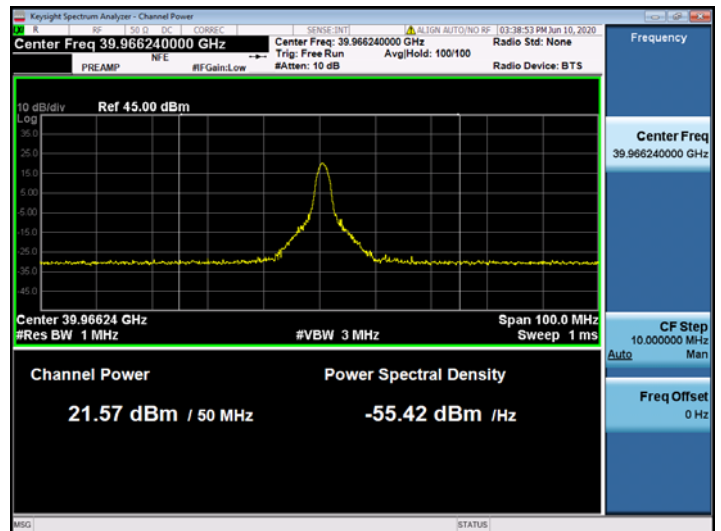 Keysight Spectrum Analyzer - Channel Power
R RF 50 Ω DC CORREC SENSE:INT ALIGN AUTO/NO RF 03:38:53 PM Jun 10, 2020
Center Freq 39.966240000 GHz
Center Freq: 39.966240000 GHz
Radio Std: None
Trig: Free Run Avg|Hold: 100/100
PREAMP NFE #IFGain:Low #Atten: 10 dB Radio Device: BTS
Frequency
10 dB/div Ref 45.00 dBm
Log
35.0
25.0
15.0
5.00
-5.00
-15.0
-25.0
-35.0
-45.0
Center 39.96624 GHz Span 100.0 MHz
#Res BW 1 MHz #VBW 3 MHz Sweep 1 ms
Channel Power Power Spectral Density
21.57 dBm / 50 MHz -55.42 dBm /Hz
Center Freq
39.966240000 GHz
CF Step
10.000000 MHz
Auto Man
Freq Offset
0 Hz
MSG STATUS